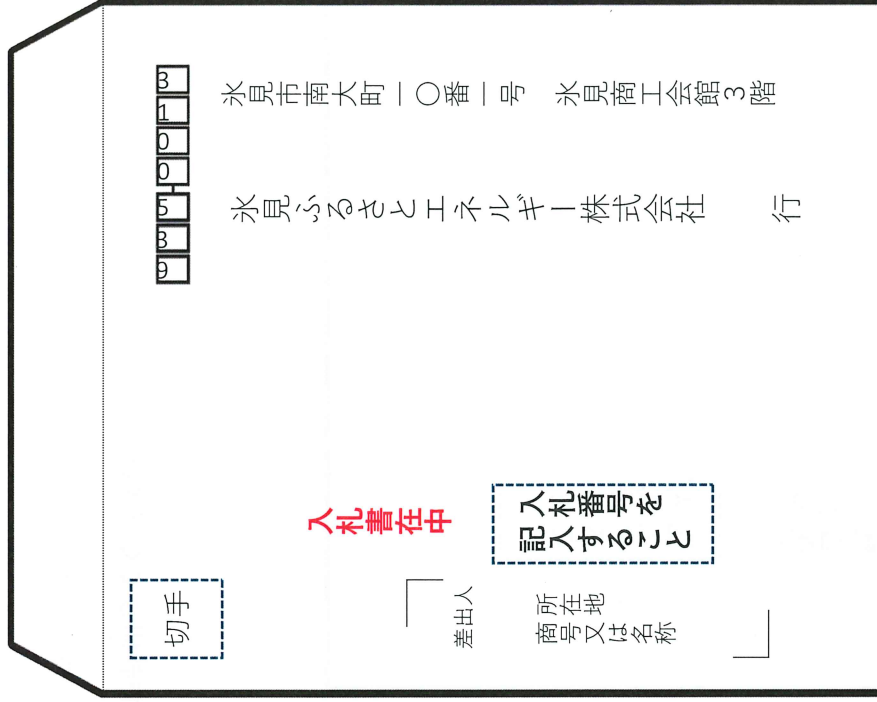 935-0013
氷見市南大町一〇番一号　氷見商工会館3階
氷見ふるさとエネルギー株式会社　行
入札書在中
入札番号を
記入すること
切手
差出人
所在地
商号又は名称